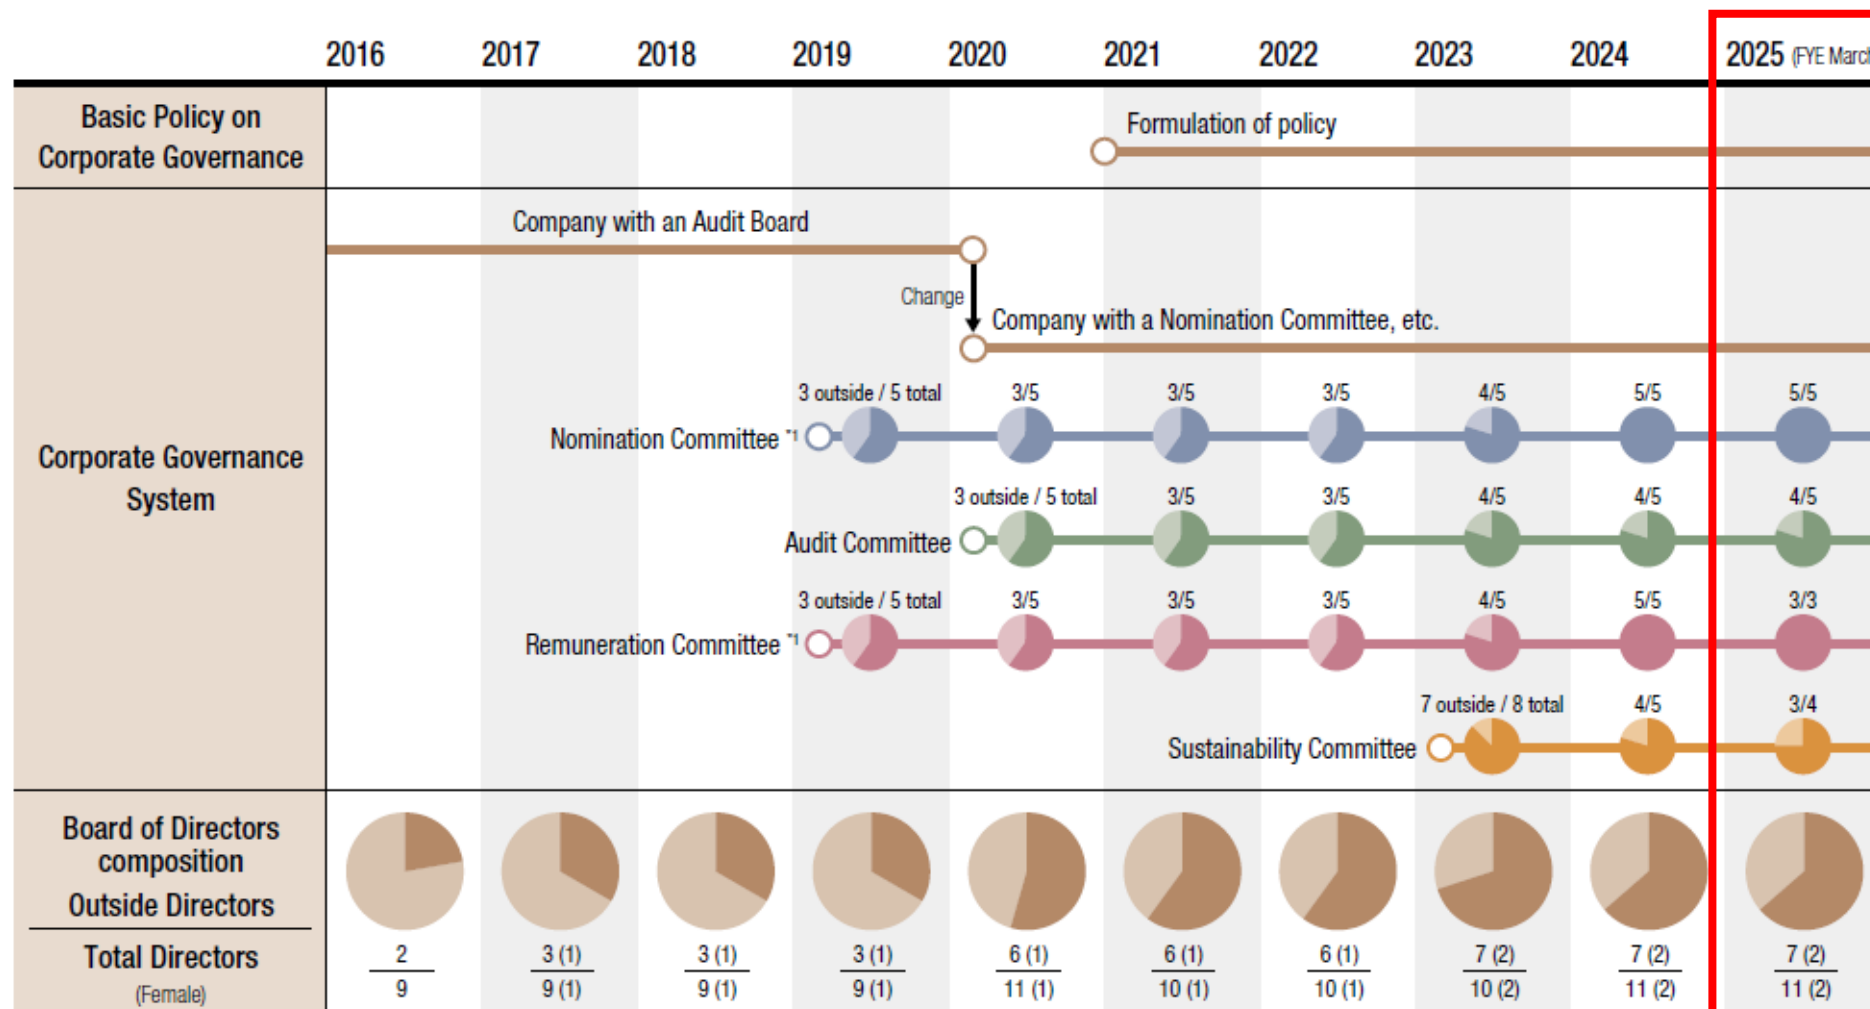 2016 2017 2018 2019 2020 2021 2022 2023 2024 2025 (FYE March
Basic Policy on
Corporate Governance
Formulation of policy
Corporate Governance
System
Company with an Audit Board
Change
Company with a Nomination Committee, etc.
3 outside / 5 total 3/5 3/5 3/5 4/5 5/5 5/5
Nomination Committee *1
3 outside / 5 total 3/5 3/5 4/5 4/5 4/5
Audit Committee
3 outside / 5 total 3/5 3/5 3/5 4/5 5/5 3/3
Remuneration Committee *1
7 outside / 8 total 4/5 3/4
Sustainability Committee
Board of Directors
composition
Outside Directors
Total Directors
(Female)
2 3 (1) 3 (1) 3 (1) 6 (1) 6 (1) 6 (1) 7 (2) 7 (2) 7 (2)
9 9 (1) 9 (1) 9 (1) 11 (1) 10 (1) 10 (1) 10 (2) 11 (2) 11 (2)